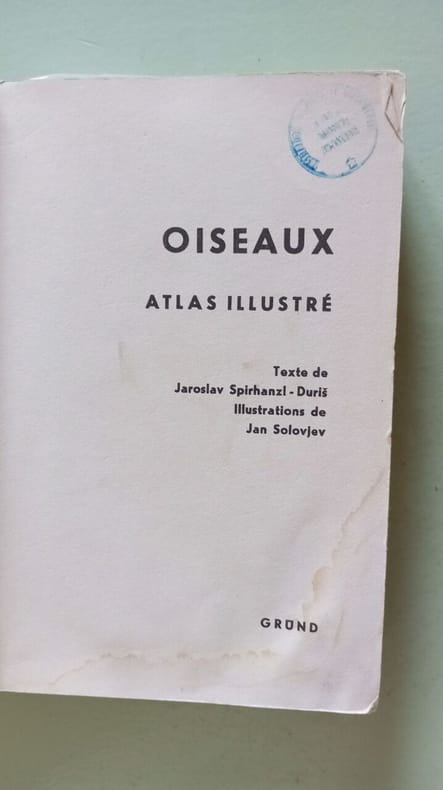 OISEAUX
ATLAS ILLUSTRÉ
Texte de
Jaroslav Spirhanzl - Duriš
Illustrations de
Jan Solovjev
GRÜND